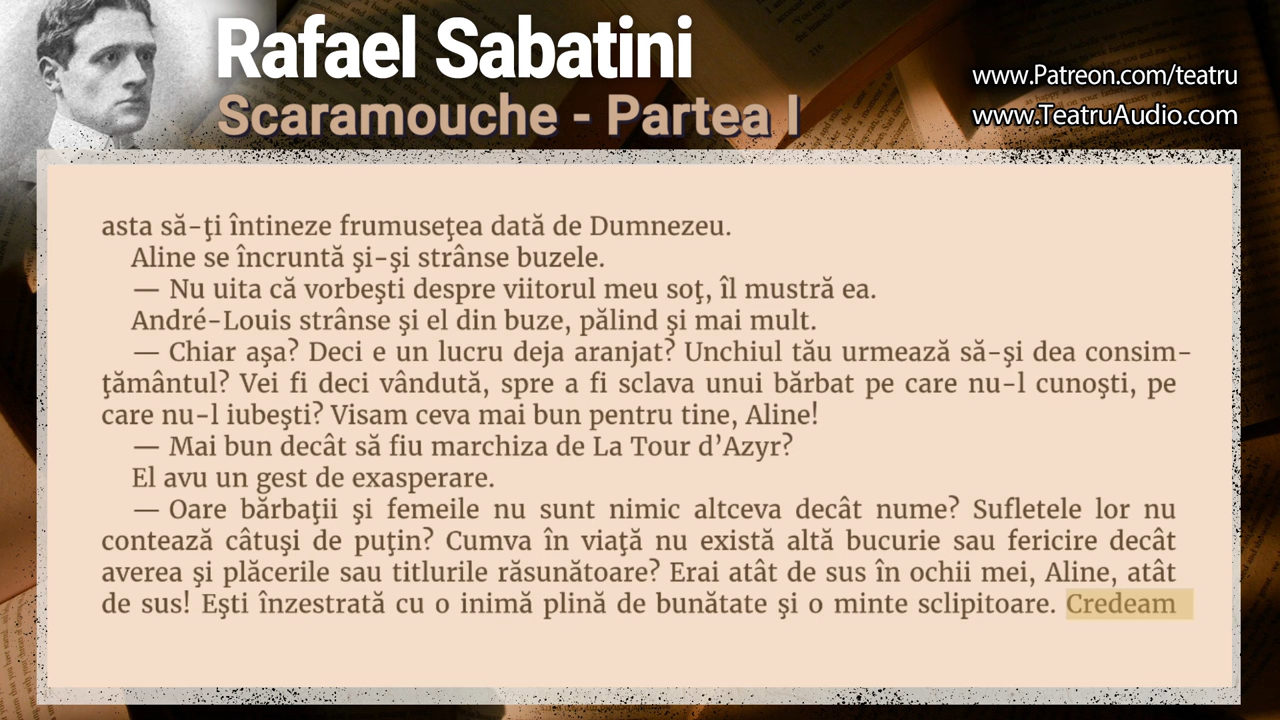 Rafael Sabatini
Scaramouche - Partea I
www.Patreon.com/teatru
www.TeatruAudio.com
asta să-ţi întineze frumuseţea dată de Dumnezeu.
Aline se încruntă şi-şi strânse buzele.
— Nu uita că vorbeşti despre viitorul meu soţ, îl mustră ea.
André-Louis strânse şi el din buze, pălind şi mai mult.
— Chiar aşa? Deci e un lucru deja aranjat? Unchiul tău urmează să-şi dea consim-
ţământul? Vei fi deci vândută, spre a fi sclava unui bărbat pe care nu-l cunoşti, pe
care nu-l iubeşti? Visam ceva mai bun pentru tine, Aline!
— Mai bun decât să fiu marchiza de La Tour d’Azyr?
El avu un gest de exasperare.
— Oare bărbaţii şi femeile nu sunt nimic altceva decât nume? Sufletele lor nu
contează câtuşi de puţin? Cumva în viaţă nu există altă bucurie sau fericire decât
averea şi plăcerile sau titlurile răsunătoare? Erai atât de sus în ochii mei, Aline, atât
de sus! Eşti înzestrată cu o inimă plină de bunătate şi o minte sclipitoare. Credeam